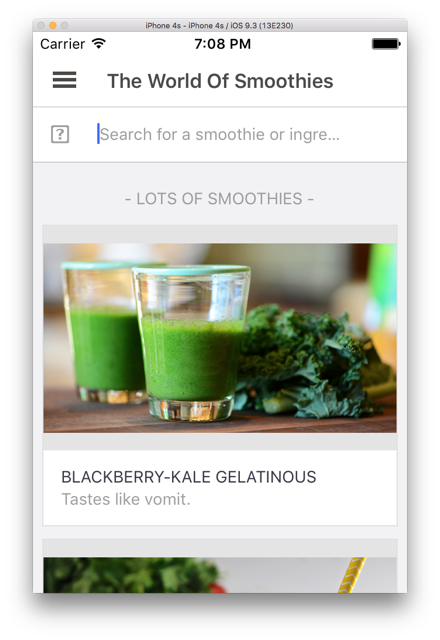 iPhone 4s - iPhone 4s / iOS 9.3 (13E230)
Carrier 7:08 PM
The World Of Smoothies
? Search for a smoothie or ingre...
- LOTS OF SMOOTHIES -
BLACKBERRY-KALE GELATINOUS
Tastes like vomit.